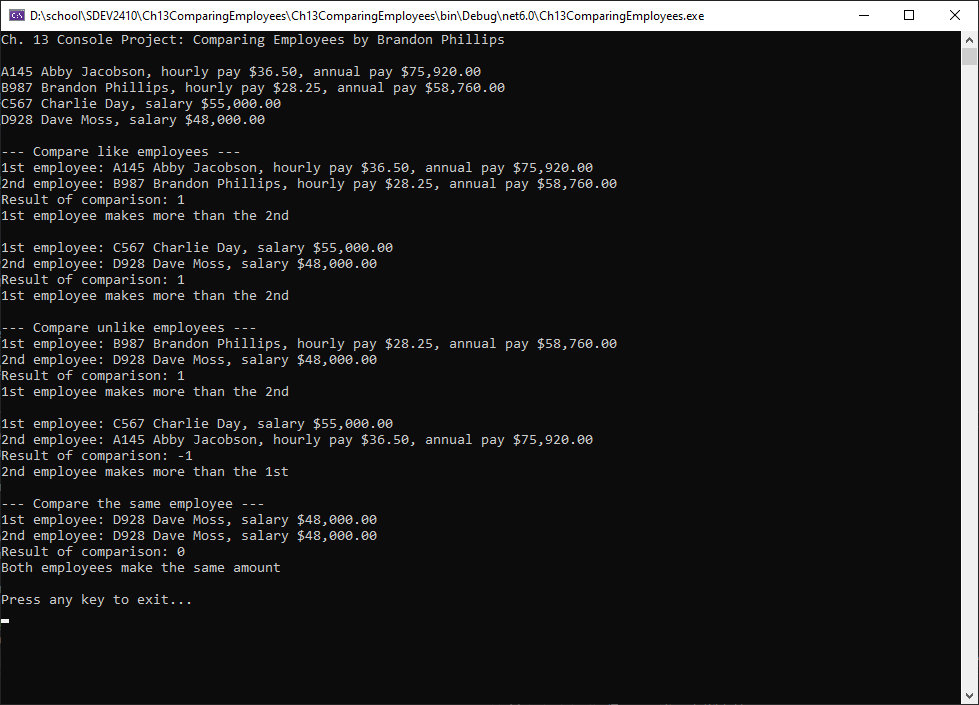 D:\school\SDEV2410\Ch13ComparingEmployees\Ch13ComparingEmployees\bin\Debug\net6.0\Ch13ComparingEmployees.exe
Ch. 13 Console Project: Comparing Employees by Brandon Phillips
A145 Abby Jacobson, hourly pay $36.50, annual pay $75,920.00
B987 Brandon Phillips, hourly pay $28.25, annual pay $58,760.00
C567 Charlie Day, salary $55,000.00
D928 Dave Moss, salary $48,000.00
--- Compare like employees ---
1st employee: A145 Abby Jacobson, hourly pay $36.50, annual pay $75,920.00
2nd employee: B987 Brandon Phillips, hourly pay $28.25, annual pay $58,760.00
Result of comparison: 1
1st employee makes more than the 2nd
1st employee: C567 Charlie Day, salary $55,000.00
2nd employee: D928 Dave Moss, salary $48,000.00
Result of comparison: 1
1st employee makes more than the 2nd
--- Compare unlike employees ---
1st employee: B987 Brandon Phillips, hourly pay $28.25, annual pay $58,760.00
2nd employee: D928 Dave Moss, salary $48,000.00
Result of comparison: 1
1st employee makes more than the 2nd
1st employee: C567 Charlie Day, salary $55,000.00
2nd employee: A145 Abby Jacobson, hourly pay $36.50, annual pay $75,920.00
Result of comparison: -1
2nd employee makes more than the 1st
--- Compare the same employee ---
1st employee: D928 Dave Moss, salary $48,000.00
2nd employee: D928 Dave Moss, salary $48,000.00
Result of comparison: 0
Both employees make the same amount
Press any key to exit...